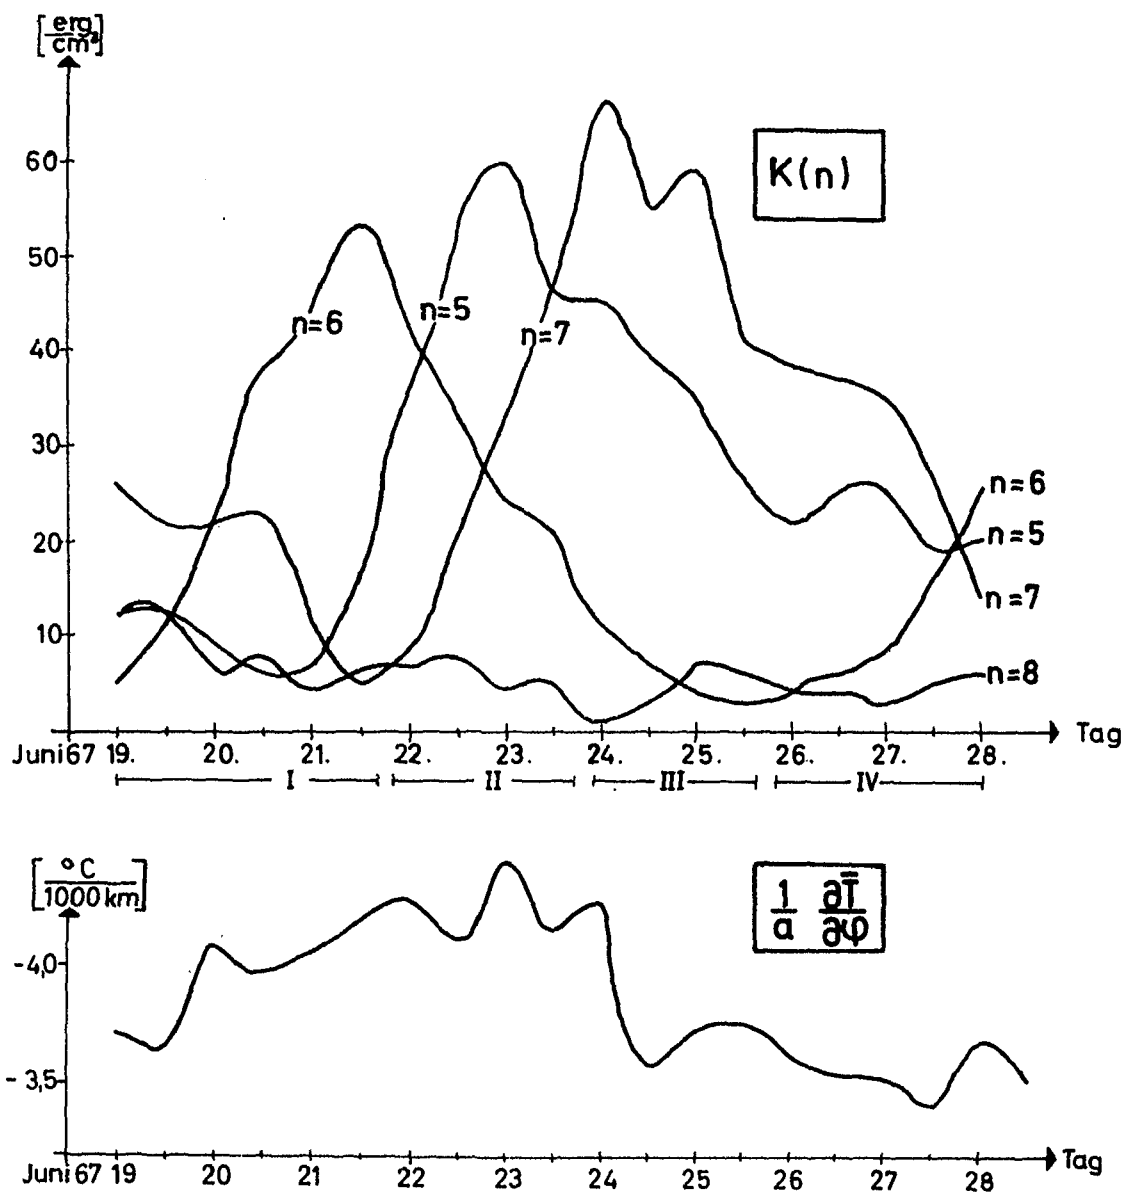 [erg/cm²]
60
K(n)
50
n=6
n=5
n=7
40
30
n=6
20
n=5
n=7
10
n=8
Tag
Juni 67 19. 20. 21. 22. 23. 24. 25. 26. 27. 28.
I II III IV
[°C/1000 km]
1/a ∂T̄/∂φ
-4,0
-3,5
Tag
Juni 67 19 20 21 22 23 24 25 26 27 28